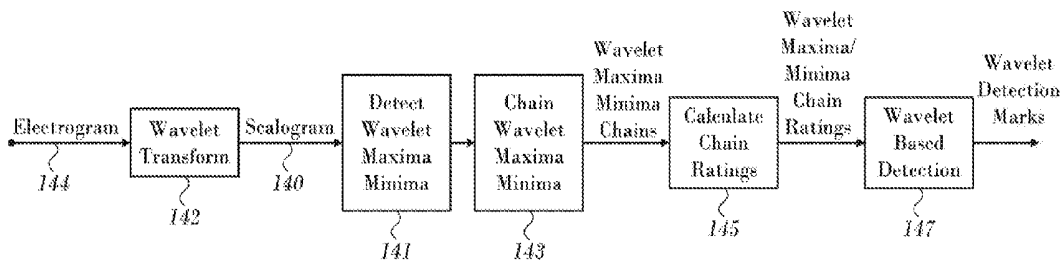 Electrogram
144
Wavelet
Transform
142
Scalogram
140
Detect
Wavelet
Maxima
Minima
141
Chain
Wavelet
Maxima
Minima
143
Wavelet
Maxima
Minima
Chains
Calculate
Chain
Ratings
145
Wavelet
Maxima/
Minima
Chain
Ratings
Wavelet
Based
Detection
147
Wavelet
Detection
Marks